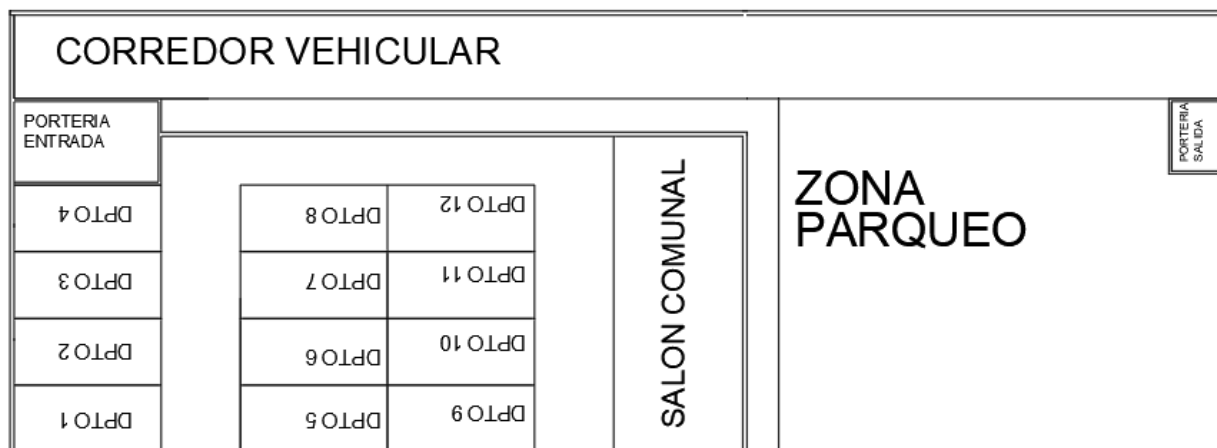 CORREDOR VEHICULAR
PORTERIA
ENTRADA
PORTERIA
SALIDA
ZONA
PARQUEO
SALON COMUNAL
DPTO 4
DPTO 8
DPTO 12
DPTO 3
DPTO 7
DPTO 11
DPTO 2
DPTO 6
DPTO 10
DPTO 1
DPTO 5
DPTO 9